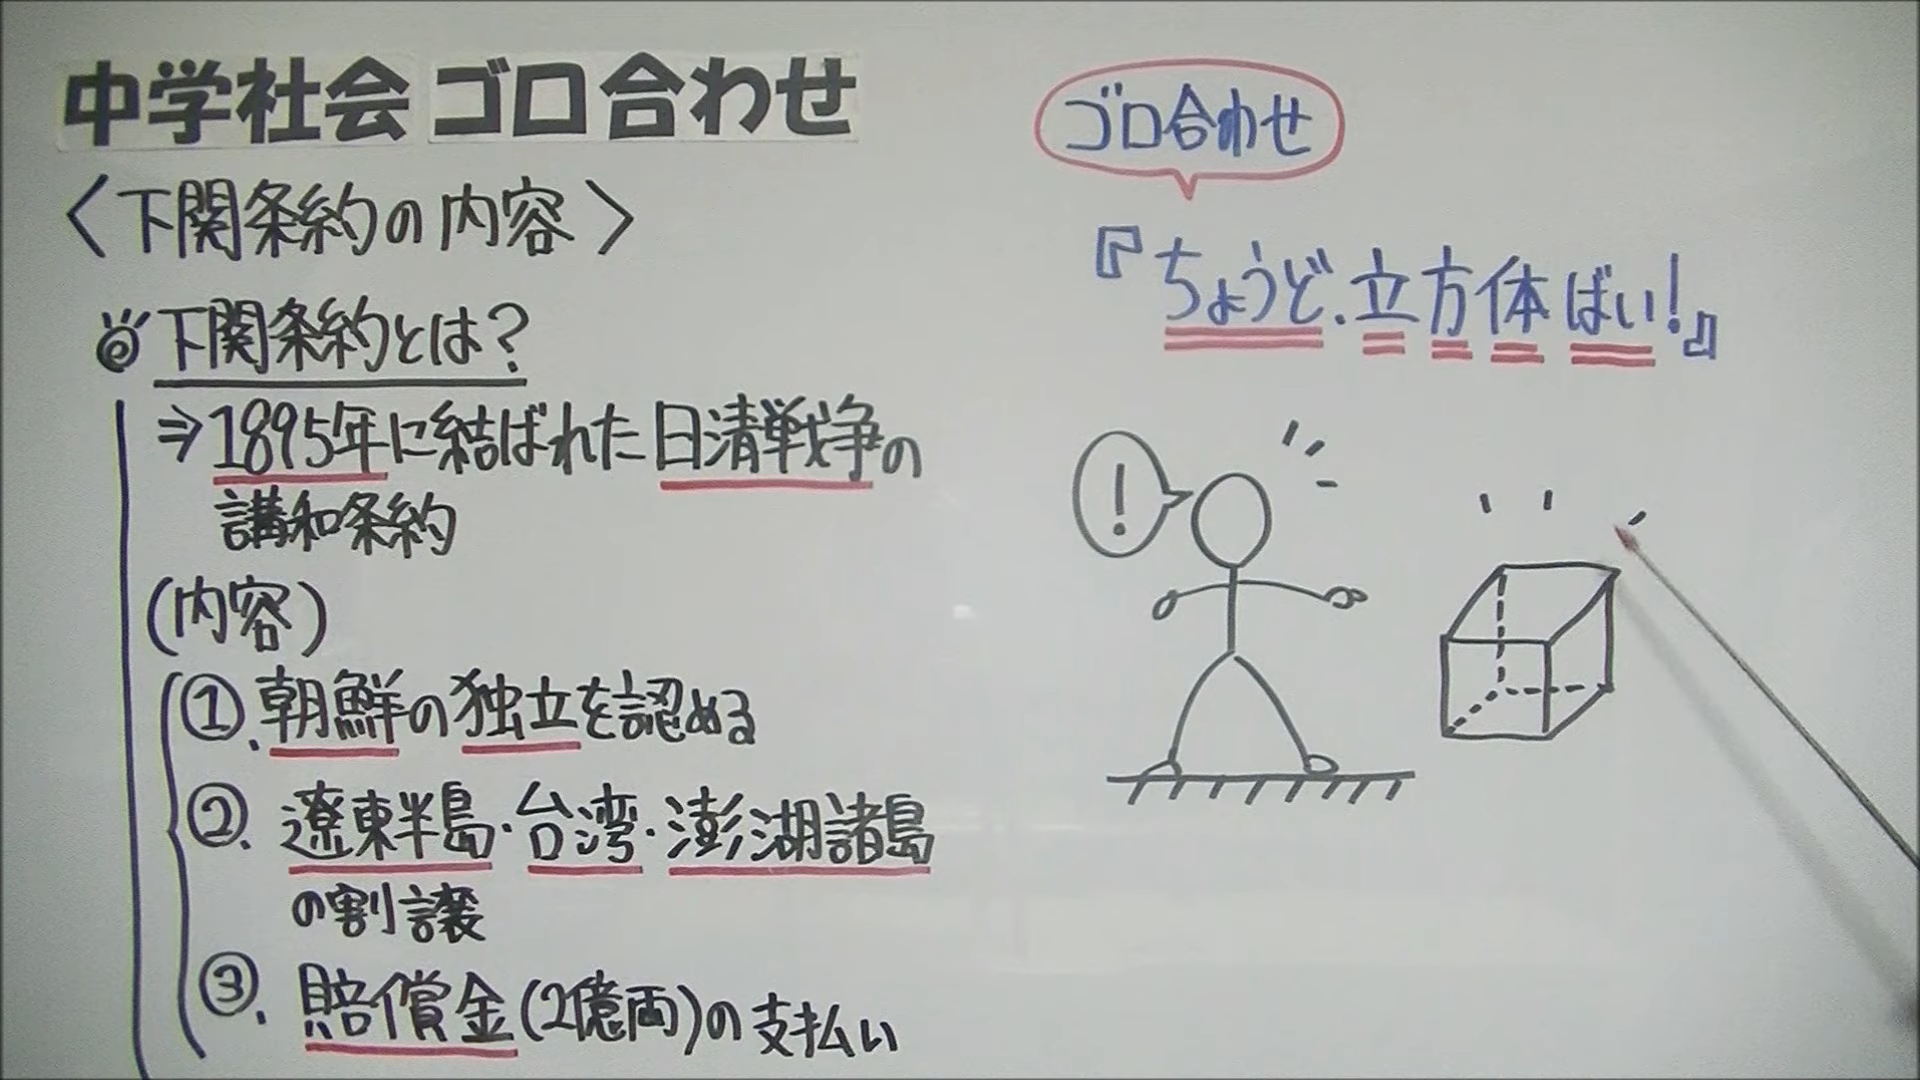 中学社会 ゴロ合わせ
〈下関条約の内容〉
下関条約とは?
⇒1895年に結ばれた日清戦争の
講和条約
(内容)
①.朝鮮の独立を認める
②.遼東半島・台湾・澎湖諸島
の割譲
③.賠償金(2億両)の支払い
ゴロ合わせ
『ちょうど.立方体ばい!』
!